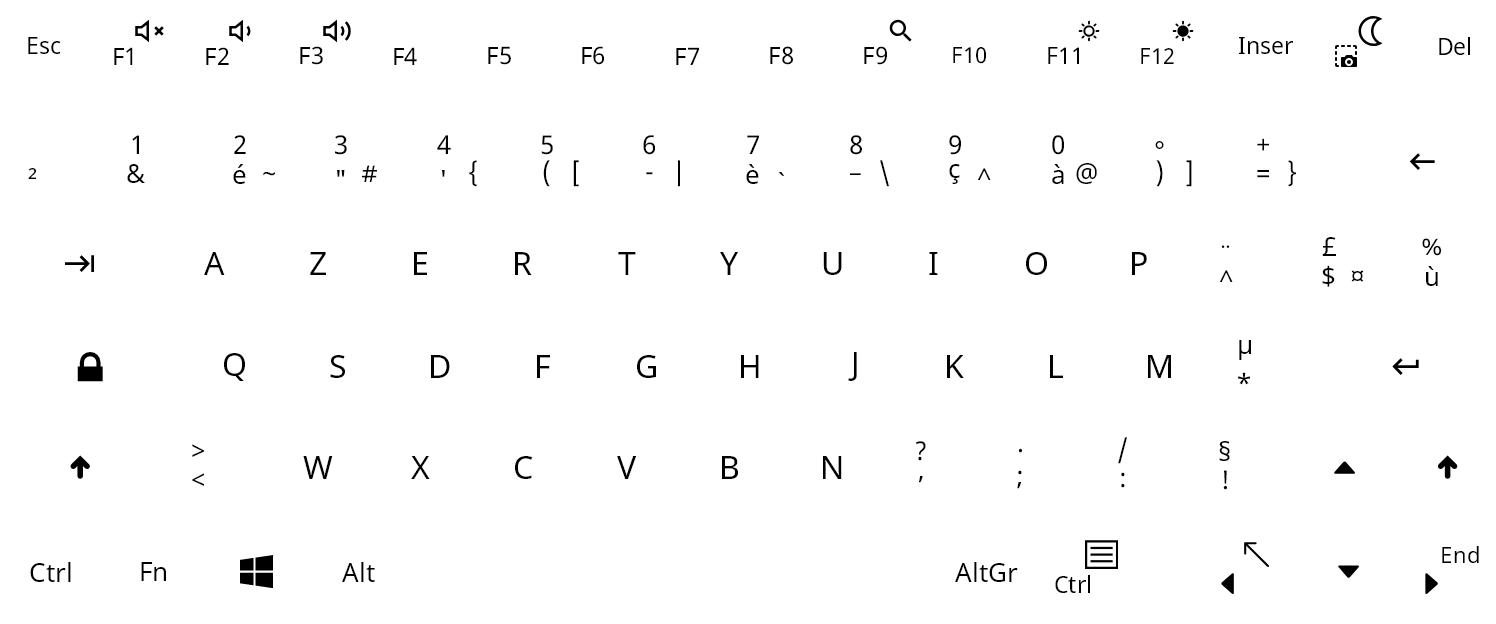 Esc F1 F2 F3 F4 F5 F6 F7 F8 F9 F10 F11 F12 Inser Del
1 2 3 4 5 6 7 8 9 0 ° +
² & é ~ " # ' { ( [ - | è ` _ \ ç ^ à @ ) ] = }
A Z E R T Y U I O P ¨ £ %
^ $ ¤ ù
Q S D F G H J K L M µ
*
> W X C V B N ? . / §
< , ; : !
Ctrl Fn Alt AltGr Ctrl End